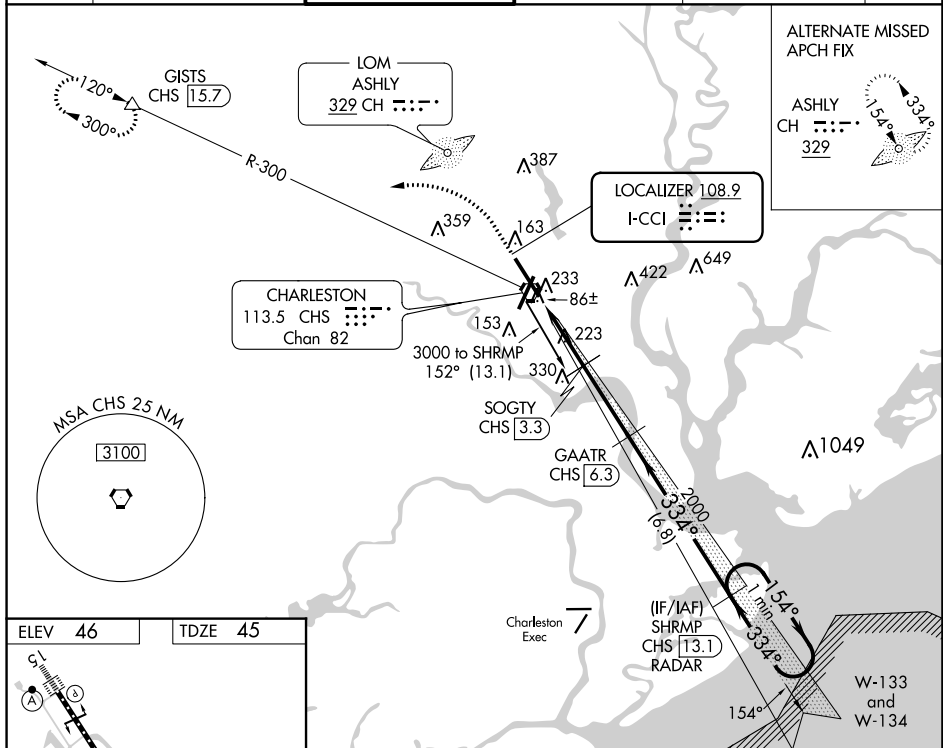 ALTERNATE MISSED
APCH FIX
ASHLY
CH
329
334°
154°
GISTS
CHS 15.7
120°
300°
R-300
LOM
ASHLY
329 CH
387
LOCALIZER 108.9
I-CCI
359
163
649
422
233
86±
CHARLESTON
113.5 CHS
Chan 82
153
223
3000 to SHRMP
152° (13.1)
330
SOGTY
CHS 3.3
MSA CHS 25 NM
3100
GAATR
CHS 6.3
1049
2000
334°
(6.8)
1 min
154°
334°
(IF/IAF)
SHRMP
CHS 13.1
RADAR
Charleston
Exec
154°
W-133
and
W-134
ELEV 46
TDZE 45
15
A